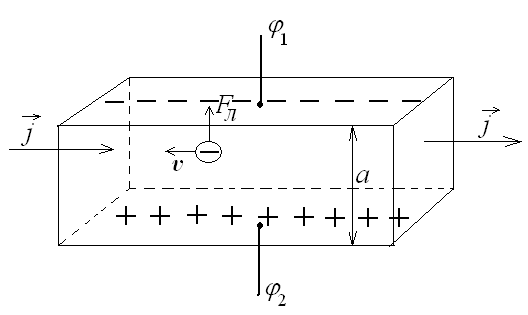 φ₁
– – – – – – – – – –
F_Л
j⃗
j⃗
–
v
a
+ + + + + + + + +
φ₂